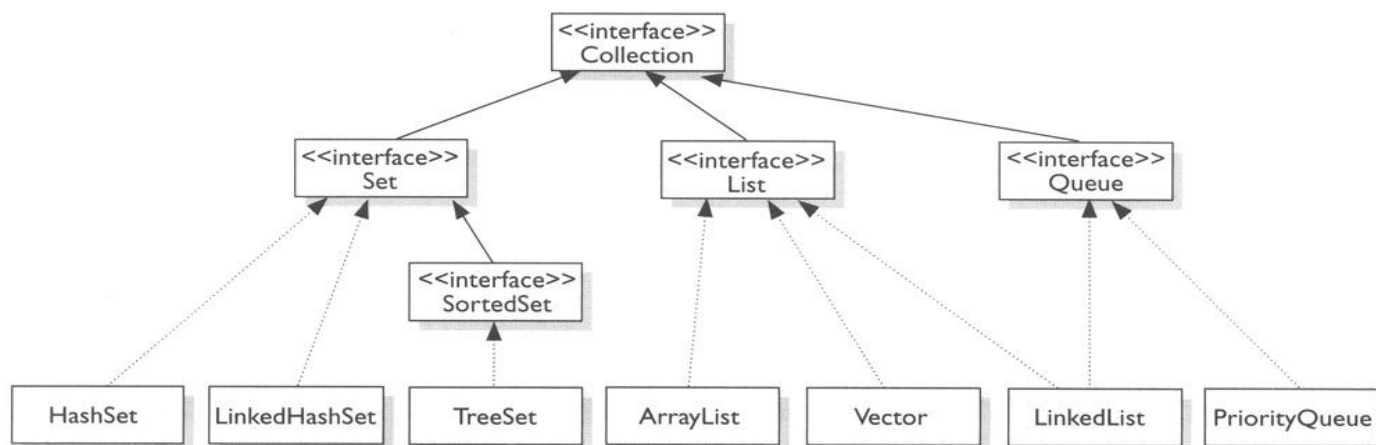 <<interface>>
Collection
<<interface>>
Set
<<interface>>
List
<<interface>>
Queue
<<interface>>
SortedSet
HashSet
LinkedHashSet
TreeSet
ArrayList
Vector
LinkedList
PriorityQueue